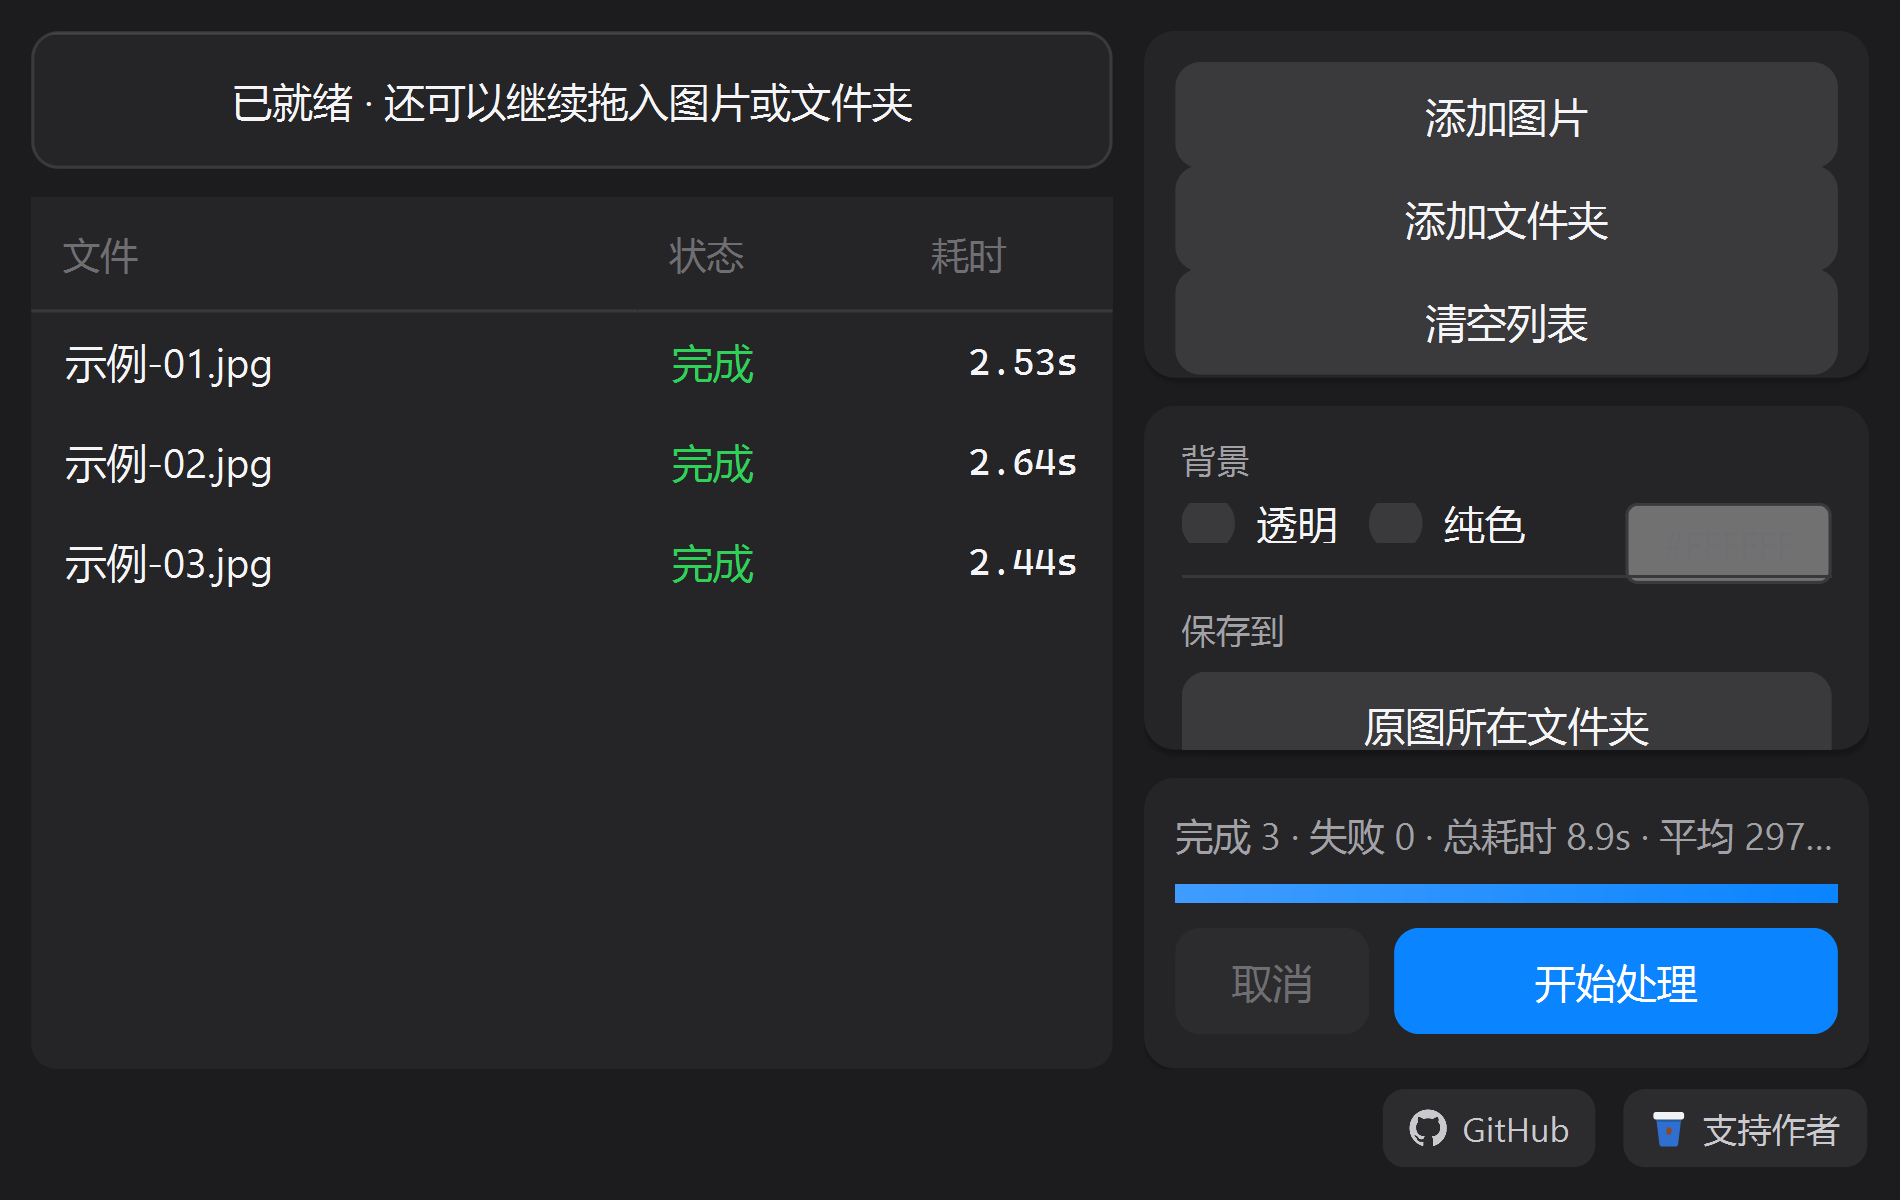 已就绪 · 还可以继续拖入图片或文件夹
文件 状态 耗时
示例-01.jpg 完成 2.53s
示例-02.jpg 完成 2.64s
示例-03.jpg 完成 2.44s
添加图片
添加文件夹
清空列表
背景
透明 纯色
保存到
原图所在文件夹
完成 3 · 失败 0 · 总耗时 8.9s · 平均 297...
取消 开始处理
GitHub 支持作者